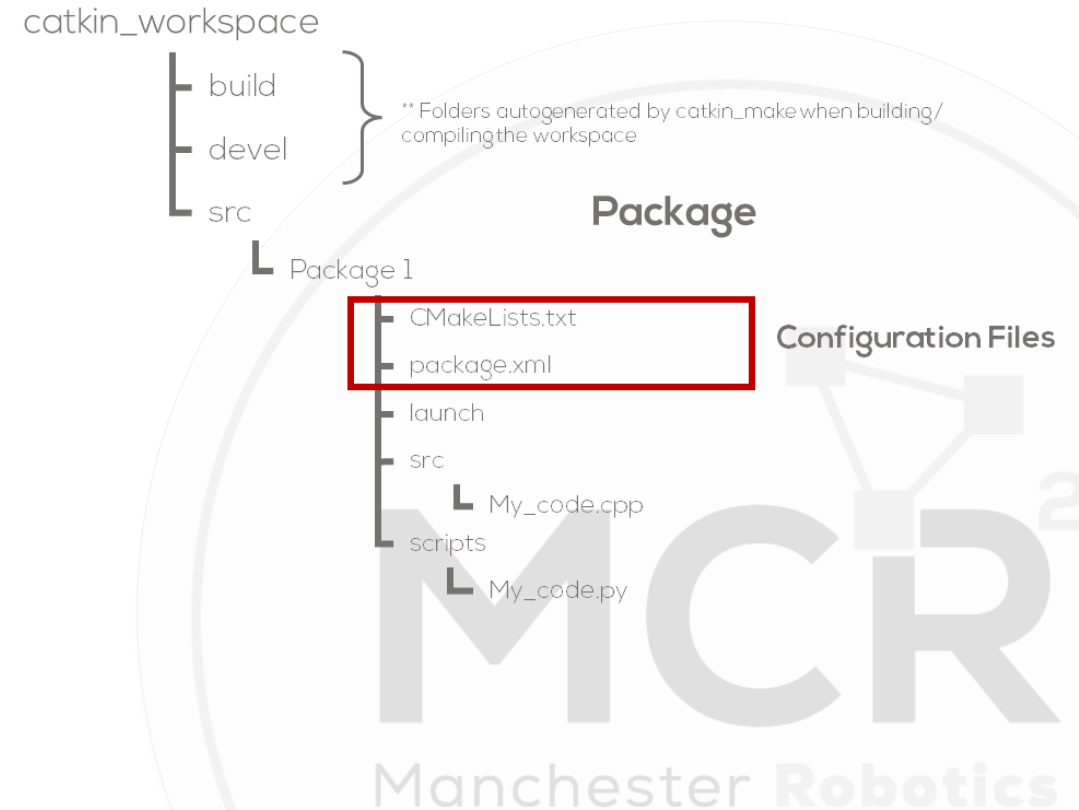 catkin_workspace
build
devel
** Folders autogenerated by catkin_make when building/
compiling the workspace
src
Package
Package 1
CMakeLists.txt
Configuration Files
package.xml
launch
src
My_code.cpp
scripts
My_code.py
MCR2
Manchester Robotics